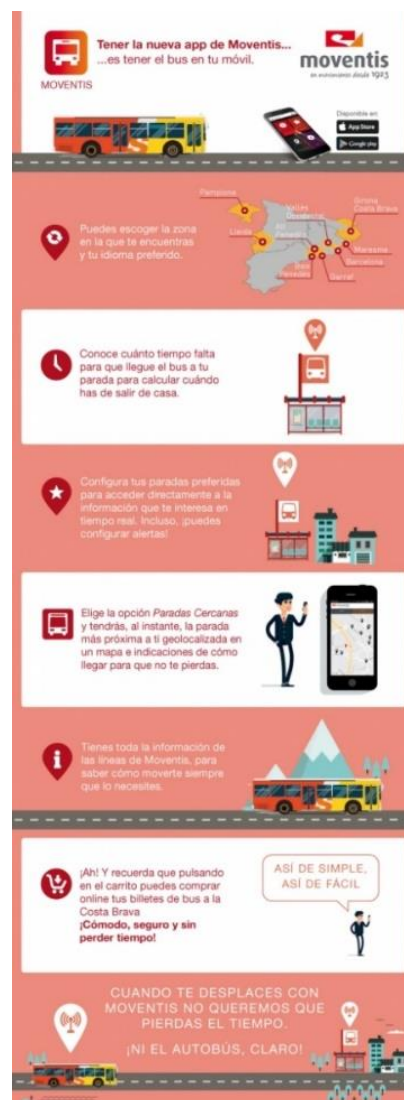 Tener la nueva app de Moventis...
...es tener el bus en tu móvil.
MOVENTIS
moventis
en movimiento desde 1923
Disponible en:
App Store
Google play
Puedes escoger la zona
en la que te encuentras
y tu idioma preferido.
Pamplona
Lleida
Vallès
Occidental
Alt
Penedès
Girona
Costa Brava
Maresme
Barcelona
Baix
Penedès
Garraf
Conoce cuánto tiempo falta
para que llegue el bus a tu
parada para calcular cuándo
has de salir de casa.
Configura tus paradas preferidas
para acceder directamente a la
información que te interesa en
tiempo real. Incluso, ¡puedes
configurar alertas!
Elige la opción Paradas Cercanas
y tendrás, al instante, la parada
más próxima a ti geolocalizada en
un mapa e indicaciones de cómo
llegar para que no te pierdas.
Tienes toda la información de
las líneas de Moventis, para
saber cómo moverte siempre
que lo necesites.
¡Ah! Y recuerda que pulsando
en el carrito puedes comprar
online tus billetes de bus a la
Costa Brava
¡Cómodo, seguro y sin
perder tiempo!
ASÍ DE SIMPLE,
ASÍ DE FÁCIL
CUANDO TE DESPLACES CON
MOVENTIS NO QUEREMOS QUE
PIERDAS EL TIEMPO.
¡NI EL AUTOBÚS, CLARO!